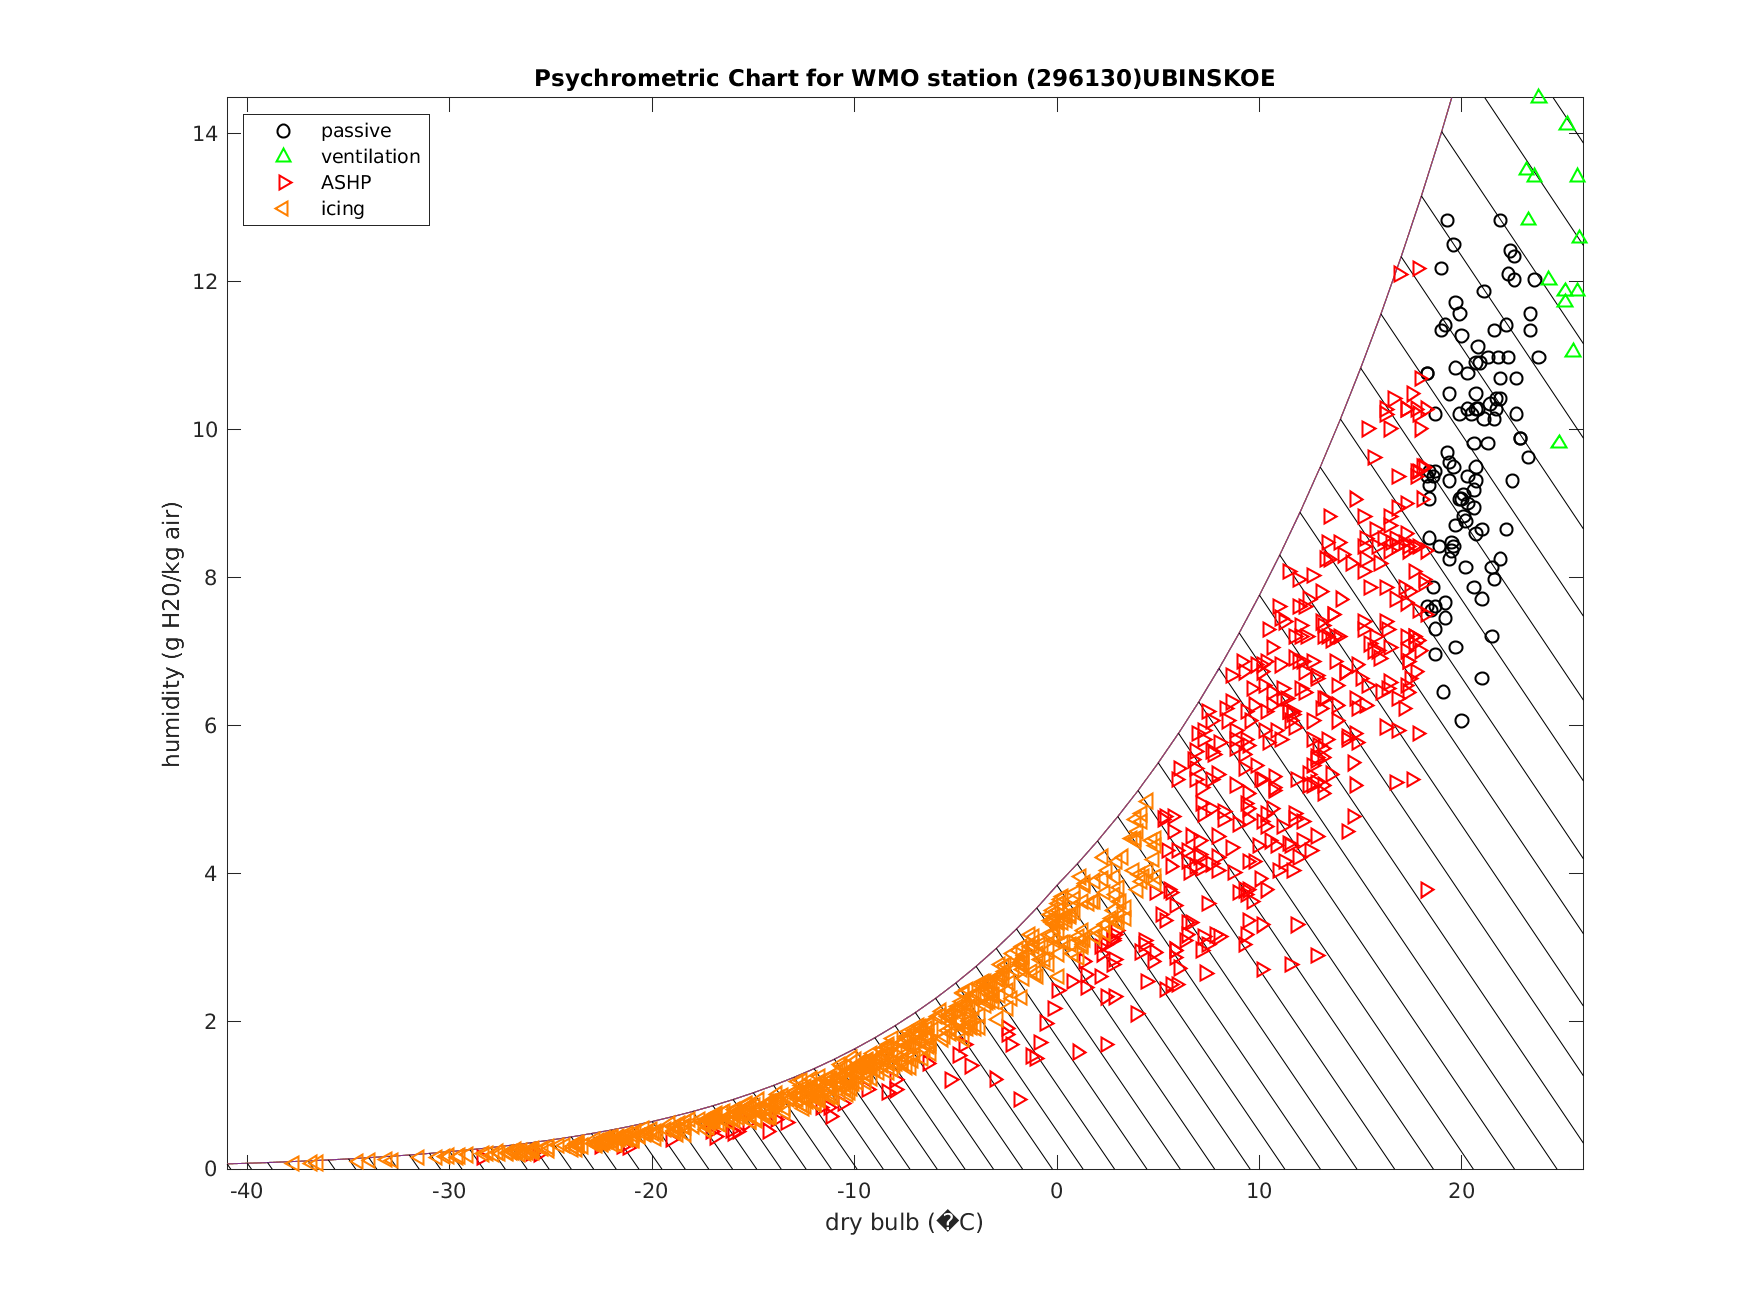 Psychrometric Chart for WMO station (296130)UBINSKOE
passive
ventilation
ASHP
icing
humidity (g H20/kg air)
14
12
10
8
6
4
2
0
-40 -30 -20 -10 0 10 20
dry bulb (�C)